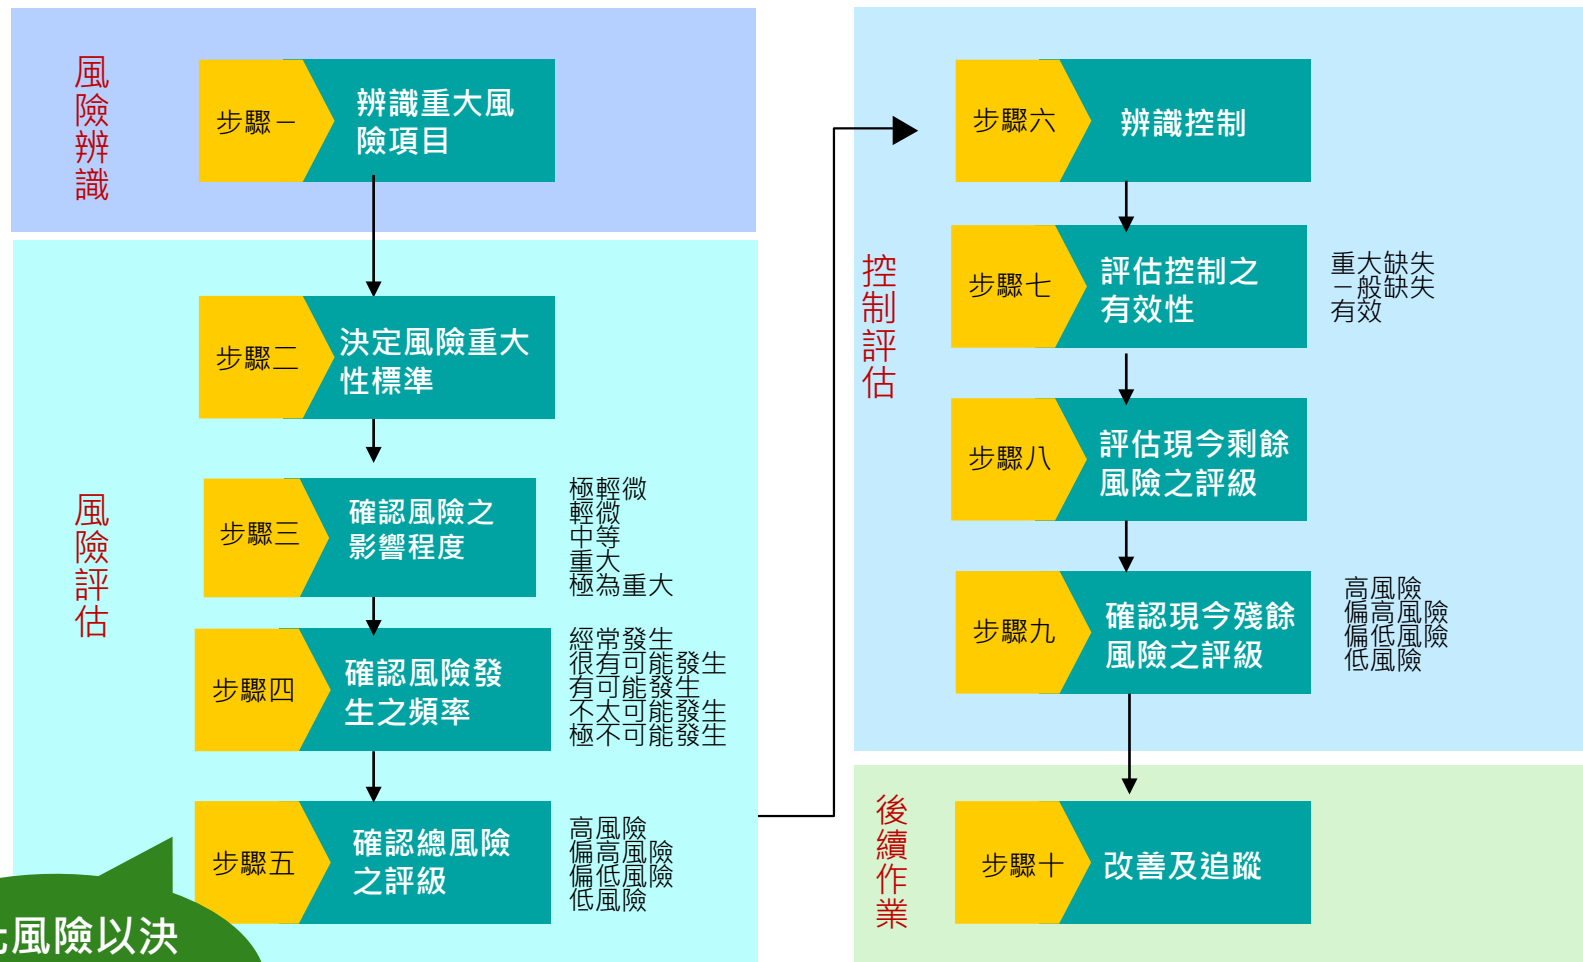 風險辨識
步驟一
辨識重大風
險項目
風險評估
步驟二
決定風險重大
性標準
步驟三
確認風險之
影響程度
極輕微
輕微
中等
重大
極為重大
步驟四
確認風險發
生之頻率
經常發生
很有可能發生
有可能發生
不太可能發生
極不可能發生
步驟五
確認總風險
之評級
高風險
偏高風險
偏低風險
低風險
風險以決
控制評估
步驟六
辨識控制
步驟七
評估控制之
有效性
重大缺失
一般缺失
有效
步驟八
評估現今剩餘
風險之評級
步驟九
確認現今殘餘
風險之評級
高風險
偏高風險
偏低風險
低風險
後續作業
步驟十
改善及追蹤